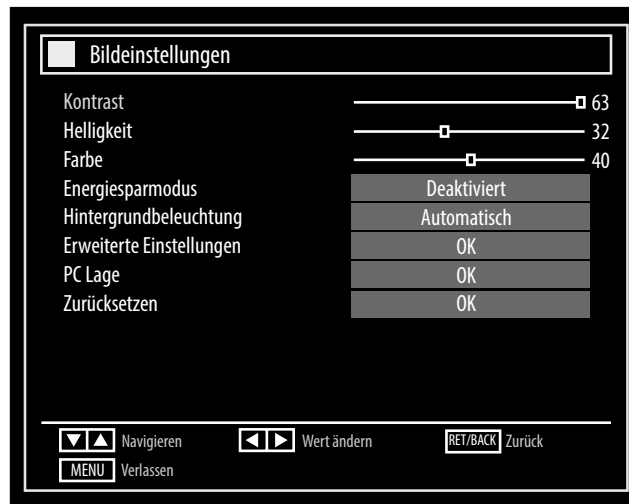 Bildeinstellungen
Kontrast 63
Helligkeit 32
Farbe 40
Energiesparmodus Deaktiviert
Hintergrundbeleuchtung Automatisch
Erweiterte Einstellungen OK
PC Lage OK
Zurücksetzen OK
▼▲ Navigieren ◀▶ Wert ändern RET/BACK Zurück
MENU Verlassen